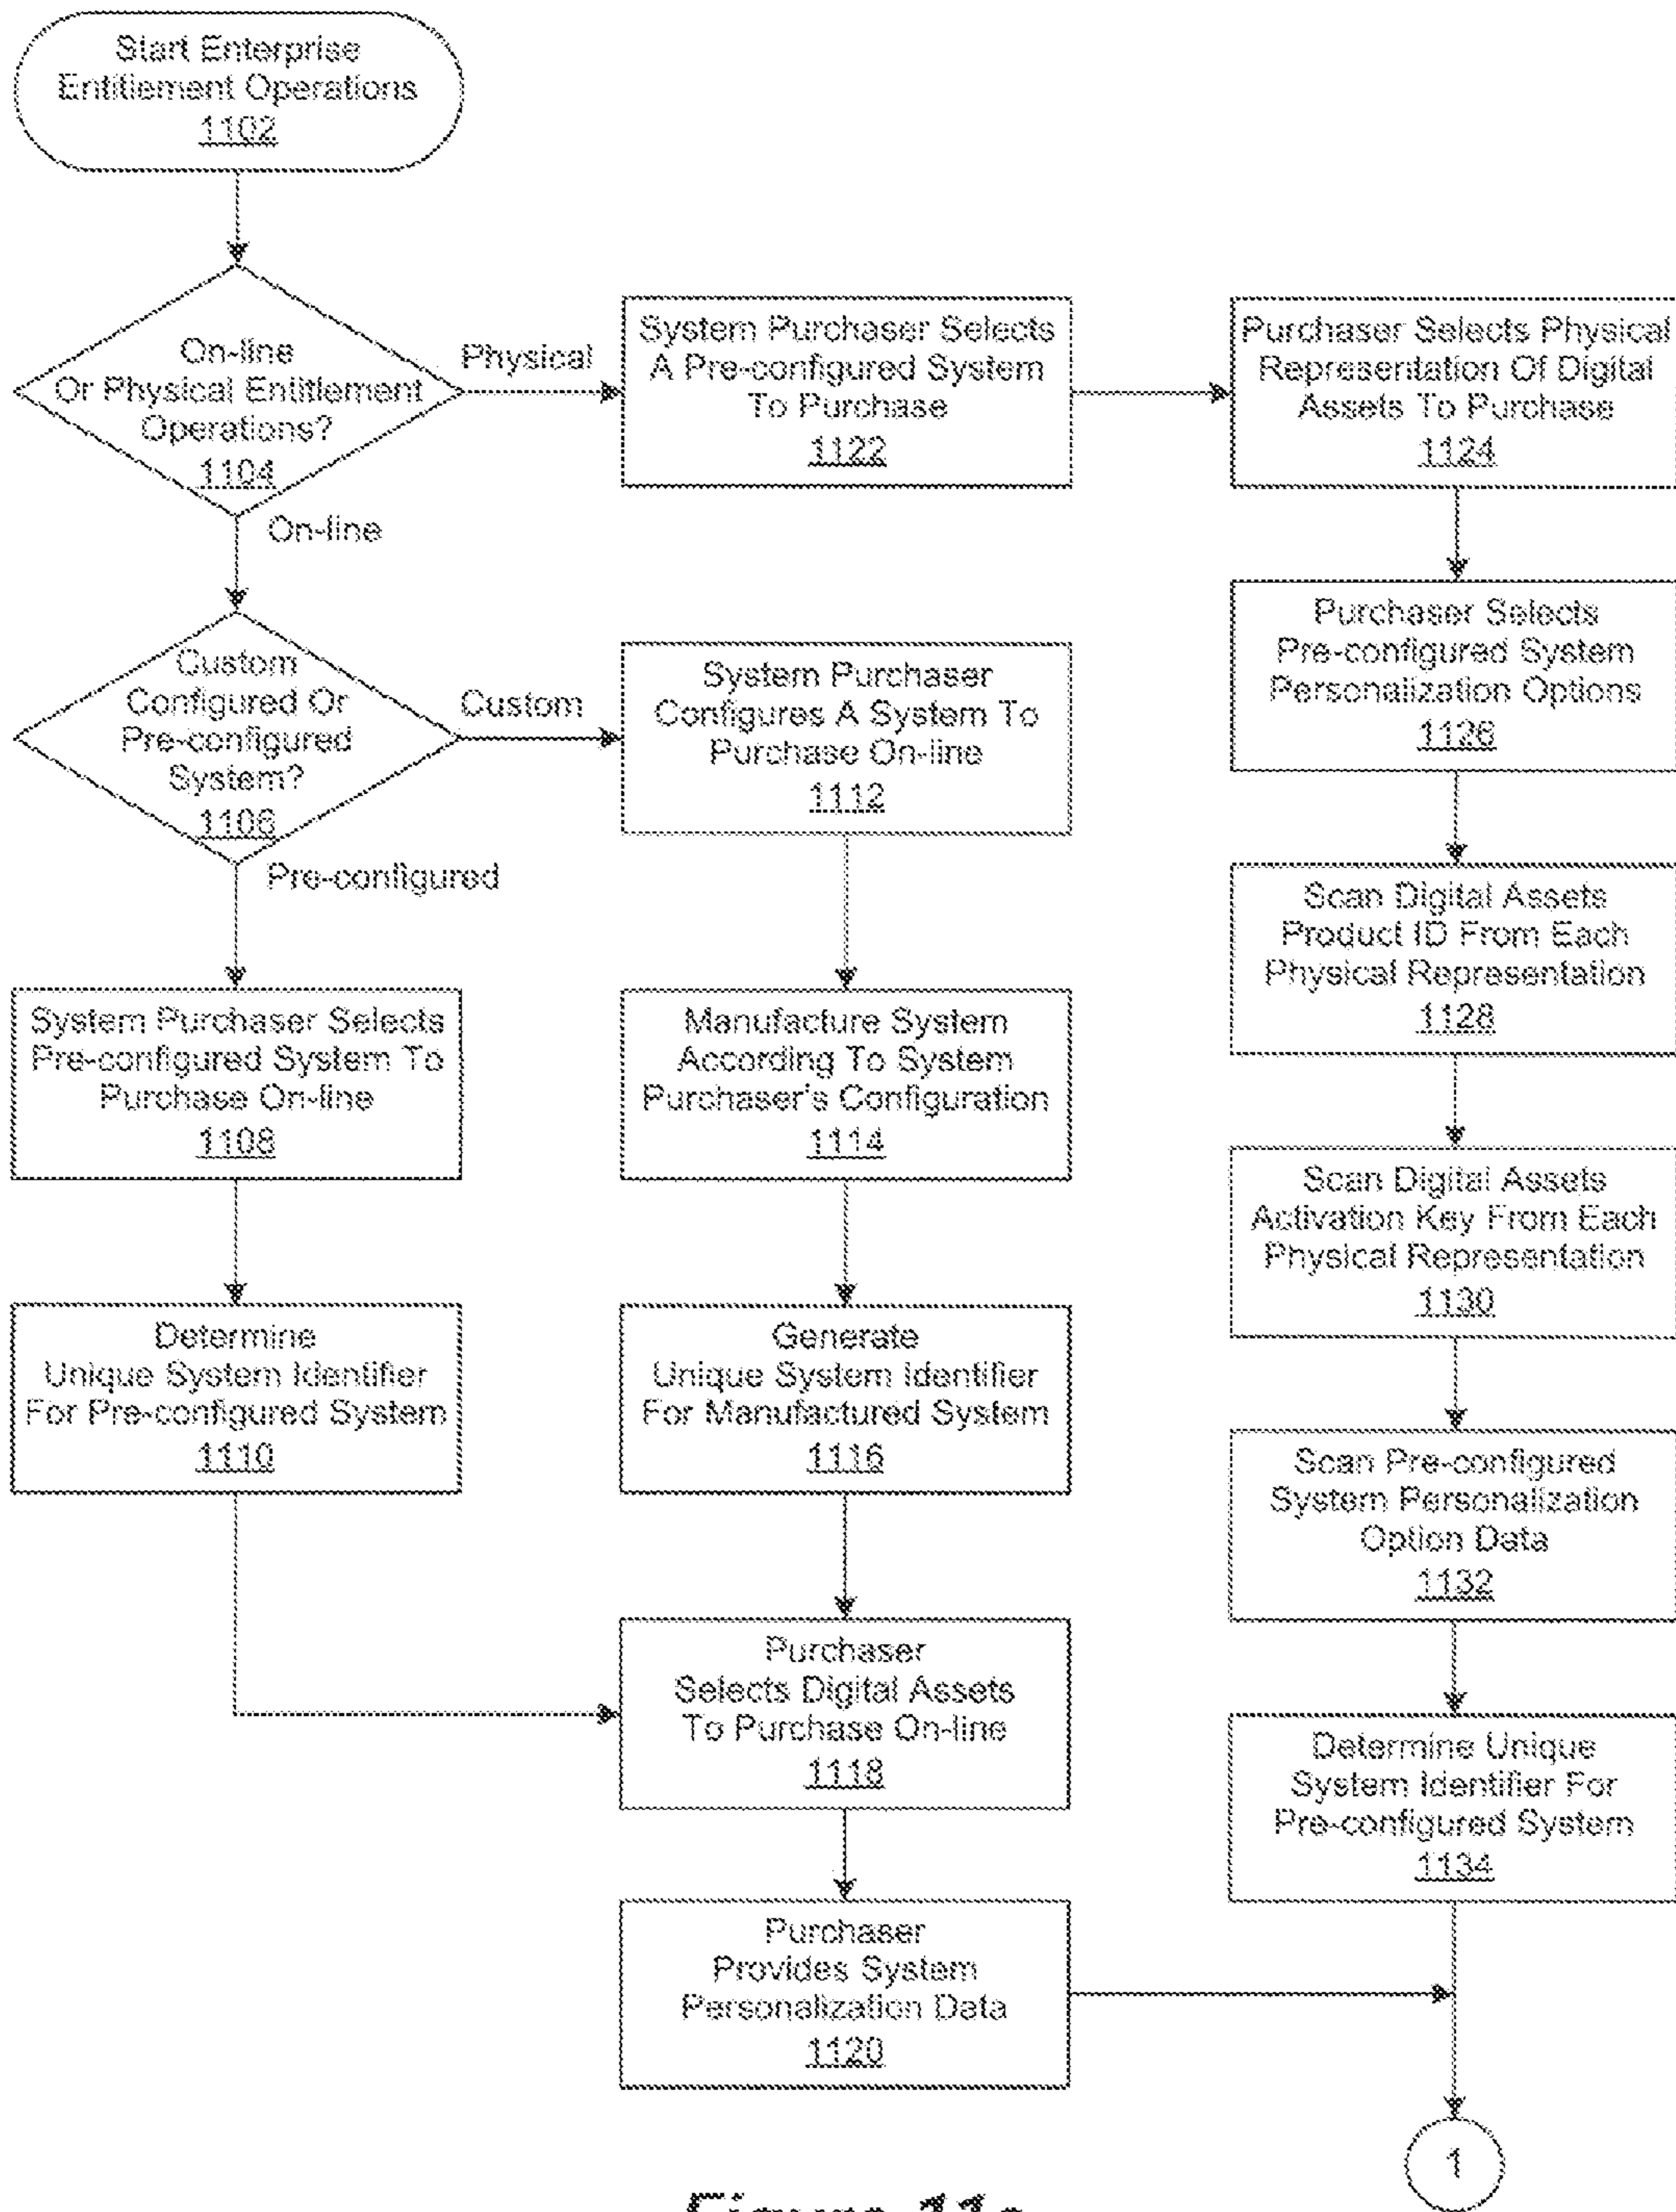 Start Enterprise
Entitlement Operations
1102
On-line
Or Physical Entitlement
Operations?
1104
Physical
On-line
System Purchaser Selects
A Pre-configured System
To Purchase
1122
Purchaser Selects Physical
Representation Of Digital
Assets To Purchase
1124
Custom
Configured Or
Pre-configured
System?
1106
Custom
Pre-configured
System Purchaser
Configures A System To
Purchase On-line
1112
Purchaser Selects
Pre-configured System
Personalization Options
1126
Scan Digital Assets
Product ID From Each
Physical Representation
1128
System Purchaser Selects
Pre-configured System To
Purchase On-line
1108
Manufacture System
According To System
Purchaser's Configuration
1114
Scan Digital Assets
Activation Key From Each
Physical Representation
1130
Determine
Unique System Identifier
For Pre-configured System
1110
Generate
Unique System Identifier
For Manufactured System
1116
Scan Pre-configured
System Personalization
Option Data
1132
Purchaser
Selects Digital Assets
To Purchase On-line
1118
Determine Unique
System Identifier For
Pre-configured System
1134
Purchaser
Provides System
Personalization Data
1120
1
Figure 11a